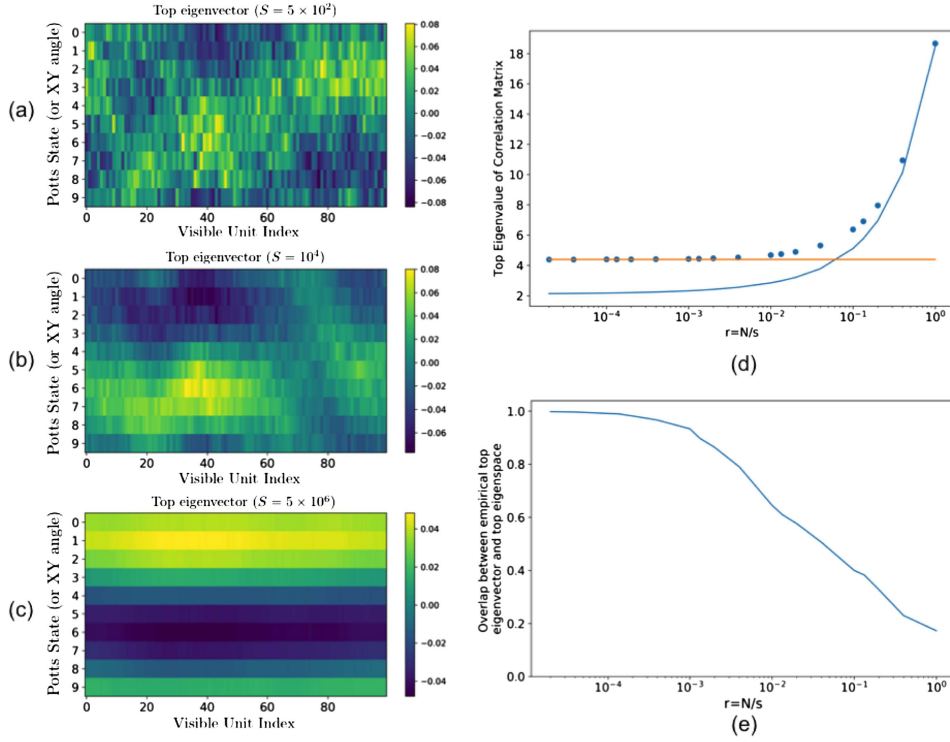 Top eigenvector (S = 5 × 10²)
(a)
Potts State (or XY angle)
0
1
2
3
4
5
6
7
8
9
0 20 40 60 80
Visible Unit Index
0.08
0.06
0.04
0.02
0.00
−0.02
−0.04
−0.06
−0.08
Top eigenvector (S = 10⁴)
(b)
Potts State (or XY angle)
0
1
2
3
4
5
6
7
8
9
0 20 40 60 80
Visible Unit Index
0.08
0.06
0.04
0.02
0.00
−0.02
−0.04
−0.06
Top eigenvector (S = 5 × 10⁶)
(c)
Potts State (or XY angle)
0
1
2
3
4
5
6
7
8
9
0 20 40 60 80
Visible Unit Index
0.04
0.02
0.00
−0.02
−0.04
Top Eigenvalue of Correlation Matrix
18
16
14
12
10
8
6
4
2
10⁻⁴ 10⁻³ 10⁻² 10⁻¹ 10⁰
r=N/s
(d)
Overlap between empirical top
eigenvector and top eigenspace
1.0
0.8
0.6
0.4
0.2
0.0
10⁻⁴ 10⁻³ 10⁻² 10⁻¹ 10⁰
r=N/s
(e)